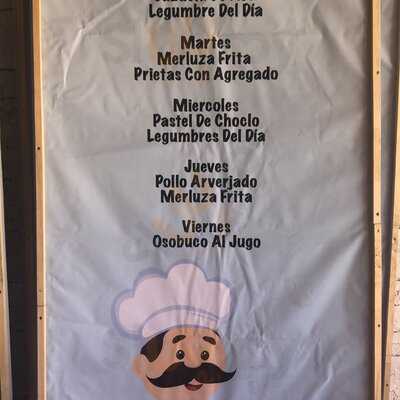 Legumbre Del Día
Martes
Merluza Frita
Prietas Con Agregado
Miercoles
Pastel De Choclo
Legumbres Del Día
Jueves
Pollo Arverjado
Merluza Frita
Viernes
Osobuco Al Jugo